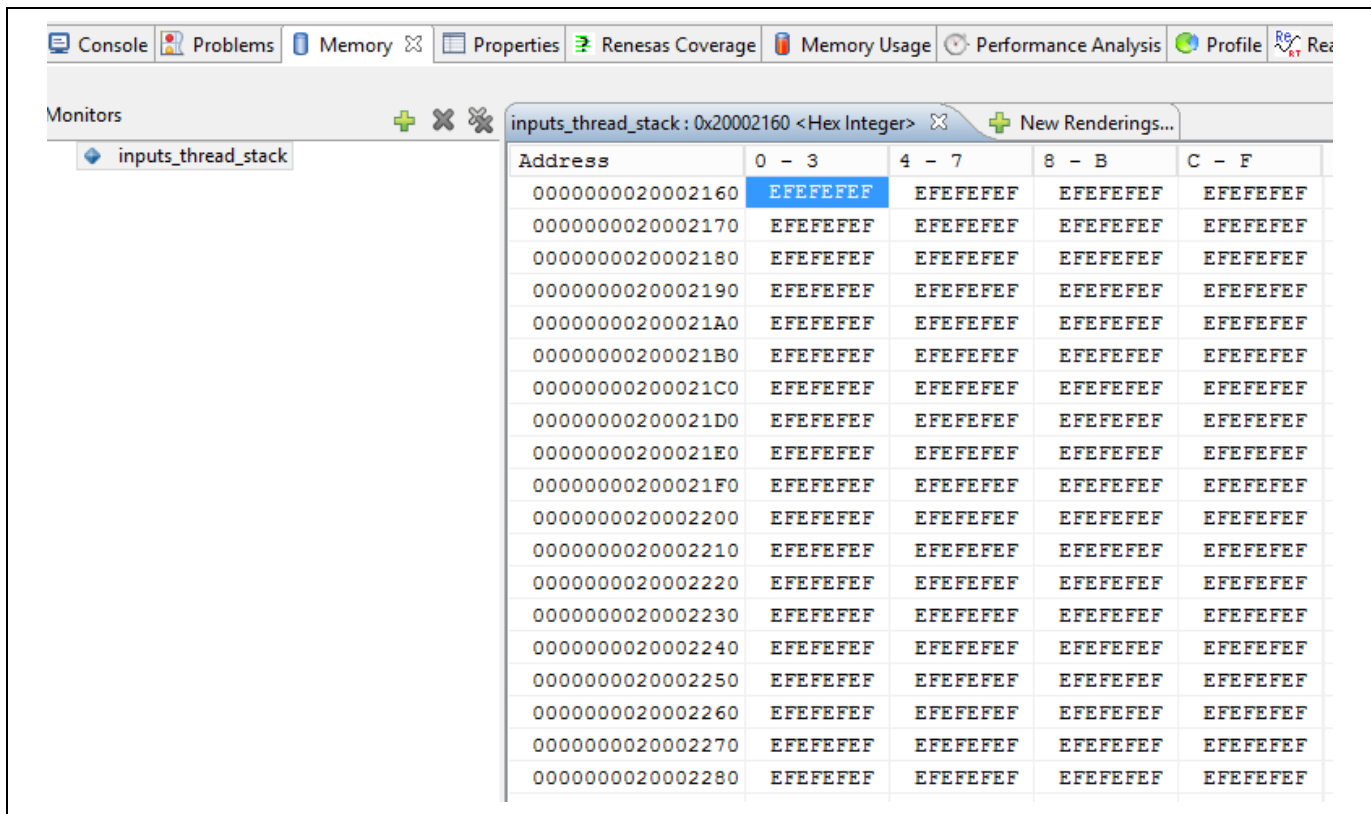 Console Problems Memory Properties Renesas Coverage Memory Usage Performance Analysis Profile Rea
Monitors
inputs_thread_stack : 0x20002160 <Hex Integer> New Renderings...
inputs_thread_stack
Address 0 - 3 4 - 7 8 - B C - F
0000000020002160 EFEFEFEF EFEFEFEF EFEFEFEF EFEFEFEF
0000000020002170 EFEFEFEF EFEFEFEF EFEFEFEF EFEFEFEF
0000000020002180 EFEFEFEF EFEFEFEF EFEFEFEF EFEFEFEF
0000000020002190 EFEFEFEF EFEFEFEF EFEFEFEF EFEFEFEF
00000000200021A0 EFEFEFEF EFEFEFEF EFEFEFEF EFEFEFEF
00000000200021B0 EFEFEFEF EFEFEFEF EFEFEFEF EFEFEFEF
00000000200021C0 EFEFEFEF EFEFEFEF EFEFEFEF EFEFEFEF
00000000200021D0 EFEFEFEF EFEFEFEF EFEFEFEF EFEFEFEF
00000000200021E0 EFEFEFEF EFEFEFEF EFEFEFEF EFEFEFEF
00000000200021F0 EFEFEFEF EFEFEFEF EFEFEFEF EFEFEFEF
0000000020002200 EFEFEFEF EFEFEFEF EFEFEFEF EFEFEFEF
0000000020002210 EFEFEFEF EFEFEFEF EFEFEFEF EFEFEFEF
0000000020002220 EFEFEFEF EFEFEFEF EFEFEFEF EFEFEFEF
0000000020002230 EFEFEFEF EFEFEFEF EFEFEFEF EFEFEFEF
0000000020002240 EFEFEFEF EFEFEFEF EFEFEFEF EFEFEFEF
0000000020002250 EFEFEFEF EFEFEFEF EFEFEFEF EFEFEFEF
0000000020002260 EFEFEFEF EFEFEFEF EFEFEFEF EFEFEFEF
0000000020002270 EFEFEFEF EFEFEFEF EFEFEFEF EFEFEFEF
0000000020002280 EFEFEFEF EFEFEFEF EFEFEFEF EFEFEFEF